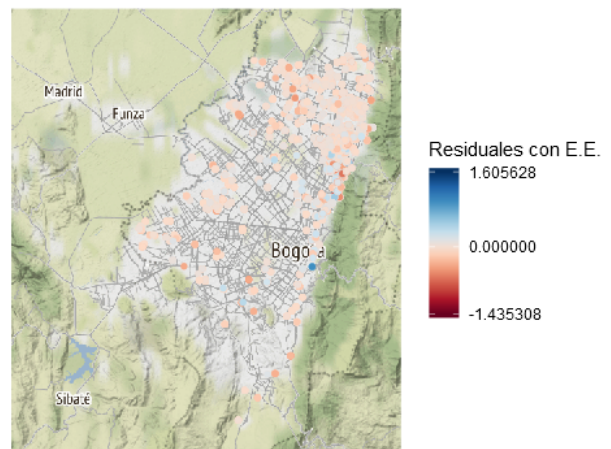 Madrid
Funza
Bogotá
Sibaté
Residuales con E.E.
1.605628
0.000000
-1.435308